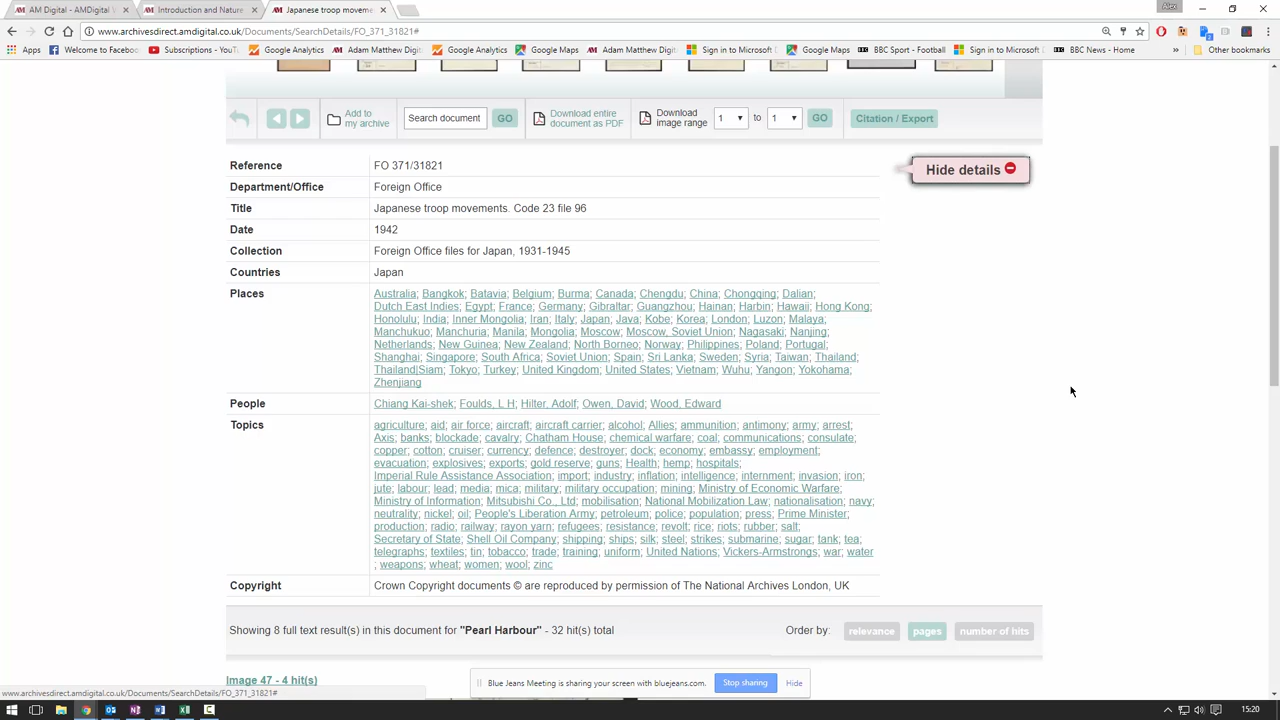 AM Digital - AMDigital W
Introduction and Nature
Japanese troop moveme
Alex
www.archivesdirect.amdigital.co.uk/Documents/SearchDetails/FO_371_31821#
Apps
Welcome to Facebook
Subscriptions - YouTu
Google Analytics
Adam Matthew Digital
Google Analytics
Google Maps
Adam Matthew Digital
Sign in to Microsoft
Google Maps
Adam Matthew Digital
Sign in to Microsoft D
BBC Sport - Football
Sign in to Microsoft D
BBC News - Home
»
Other bookmarks
Add to
my archive
Search document
GO
Download entire
document as PDF
Download
image range
1
to
1
GO
Citation / Export
Reference FO 371/31821
Hide details
Department/Office Foreign Office
Title Japanese troop movements. Code 23 file 96
Date 1942
Collection Foreign Office files for Japan, 1931-1945
Countries Japan
Places Australia; Bangkok; Batavia; Belgium; Burma; Canada; Chengdu; China; Chongqing; Dalian;
Dutch East Indies; Egypt; France; Germany; Gibraltar; Guangzhou; Hainan; Harbin; Hawaii; Hong Kong;
Honolulu; India; Inner Mongolia; Iran; Italy; Japan; Java; Kobe; Korea; London; Luzon; Malaya;
Manchukuo; Manchuria; Manila; Mongolia; Moscow; Moscow, Soviet Union; Nagasaki; Nanjing;
Netherlands; New Guinea; New Zealand; North Borneo; Norway; Philippines; Poland; Portugal;
Shanghai; Singapore; South Africa; Soviet Union; Spain; Sri Lanka; Sweden; Syria; Taiwan; Thailand;
Thailand|Siam; Tokyo; Turkey; United Kingdom; United States; Vietnam; Wuhu; Yangon; Yokohama;
Zhenjiang
People Chiang Kai-shek; Foulds, L H; Hilter, Adolf; Owen, David; Wood, Edward
Topics agriculture; aid; air force; aircraft; aircraft carrier; alcohol; Allies; ammunition; antimony; army; arrest;
Axis; banks; blockade; cavalry; Chatham House; chemical warfare; coal; communications; consulate;
copper; cotton; cruiser; currency; defence; destroyer; dock; economy; embassy; employment;
evacuation; explosives; exports; gold reserve; guns; Health; hemp; hospitals;
Imperial Rule Assistance Association; import; industry; inflation; intelligence; internment; invasion; iron;
jute; labour; lead; media; mica; military; military occupation; mining; Ministry of Economic Warfare;
Ministry of Information; Mitsubishi Co., Ltd; mobilisation; National Mobilization Law; nationalisation; navy;
neutrality; nickel; oil; People's Liberation Army; petroleum; police; population; press; Prime Minister;
production; radio; railway; rayon yarn; refugees; resistance; revolt; rice; riots; rubber; salt;
Secretary of State; Shell Oil Company; shipping; ships; silk; steel; strikes; submarine; sugar; tank; tea;
telegraphs; textiles; tin; tobacco; trade; training; uniform; United Nations; Vickers-Armstrongs; war; water
; weapons; wheat; women; wool; zinc
Copyright Crown Copyright documents © are reproduced by permission of The National Archives London, UK
Showing 8 full text result(s) in this document for "Pearl Harbour" - 32 hit(s) total
Order by: relevance pages number of hits
Image 47 - 4 hit(s)
Blue Jeans Meeting is sharing your screen with bluejeans.com. Stop sharing Hide
www.archivesdirect.amdigital.co.uk/Documents/SearchDetails/FO_371_31821#
15:20